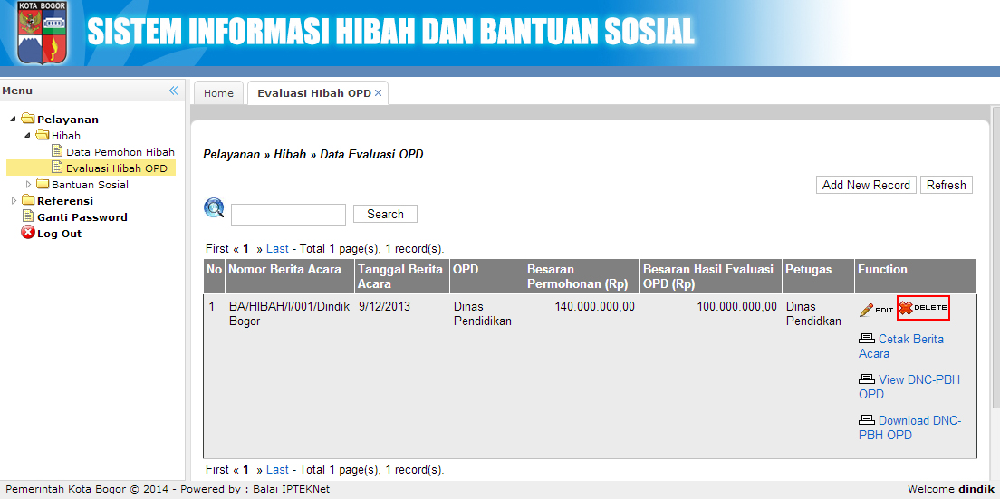 KOTA BOGOR
SISTEM INFORMASI HIBAH DAN BANTUAN SOSIAL
Menu
Pelayanan
Hibah
Data Pemohon Hibah
Evaluasi Hibah OPD
Bantuan Sosial
Referensi
Ganti Password
Log Out
Home
Evaluasi Hibah OPD ×
Pelayanan » Hibah » Data Evaluasi OPD
Add New Record Refresh
Search
First « 1 » Last - Total 1 page(s), 1 record(s).
No Nomor Berita Acara Tanggal Berita Acara OPD Besaran Permohonan (Rp) Besaran Hasil Evaluasi OPD (Rp) Petugas Function
1 BA/HIBAH/I/001/Dindik Bogor 9/12/2013 Dinas Pendidikan 140.000.000,00 100.000.000,00 Dinas Pendidkan EDIT DELETE
Cetak Berita
Acara
View DNC-PBH
OPD
Download DNC-
PBH OPD
First « 1 » Last - Total 1 page(s), 1 record(s).
Pemerintah Kota Bogor © 2014 - Powered by : Balai IPTEKNet
Welcome dindik